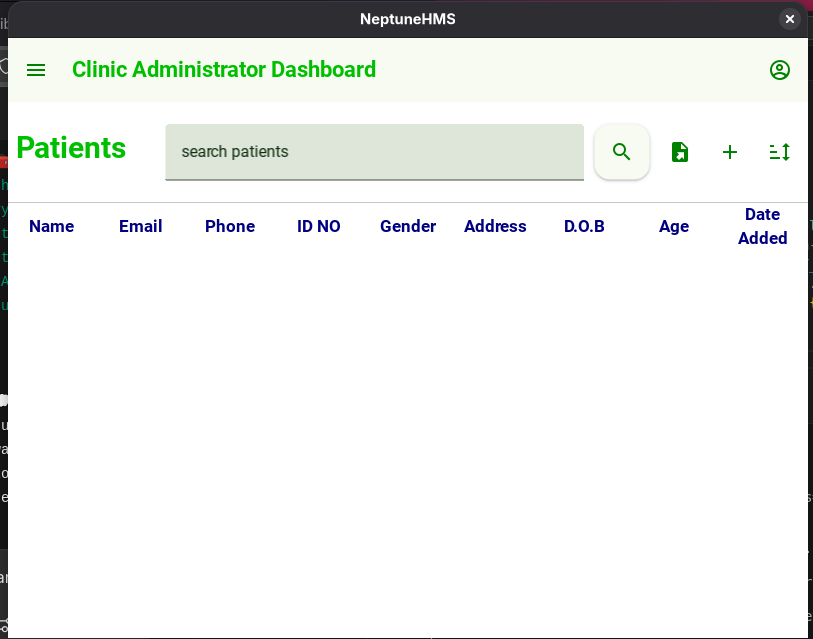 NeptuneHMS
Clinic Administrator Dashboard
Patients
search patients
Name Email Phone ID NO Gender Address D.O.B Age Date Added